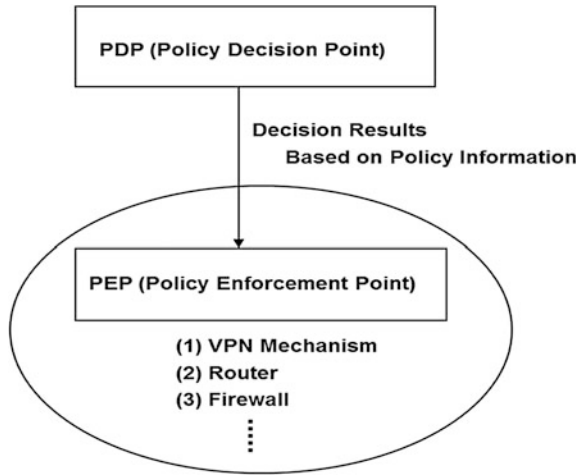 PDP (Policy Decision Point)
Decision Results
Based on Policy Information
PEP (Policy Enforcement Point)
(1) VPN Mechanism
(2) Router
(3) Firewall